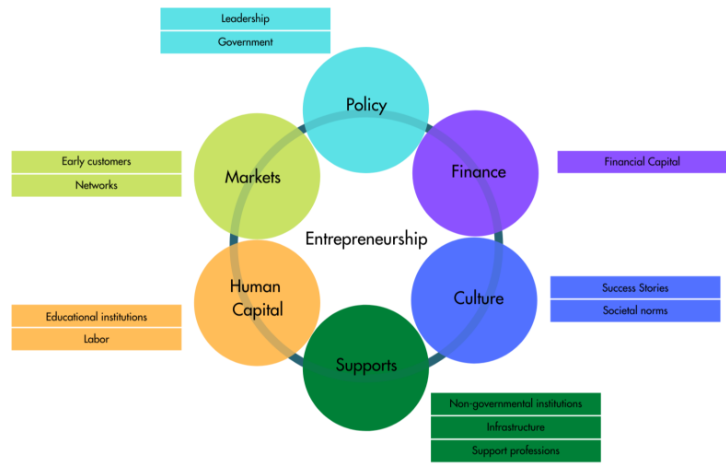 Leadership
Government
Policy
Early customers
Networks
Markets
Finance
Financial Capital
Entrepreneurship
Educational institutions
Labor
Human
Capital
Culture
Success Stories
Societal norms
Supports
Non-governmental institutions
Infrastructure
Support professions